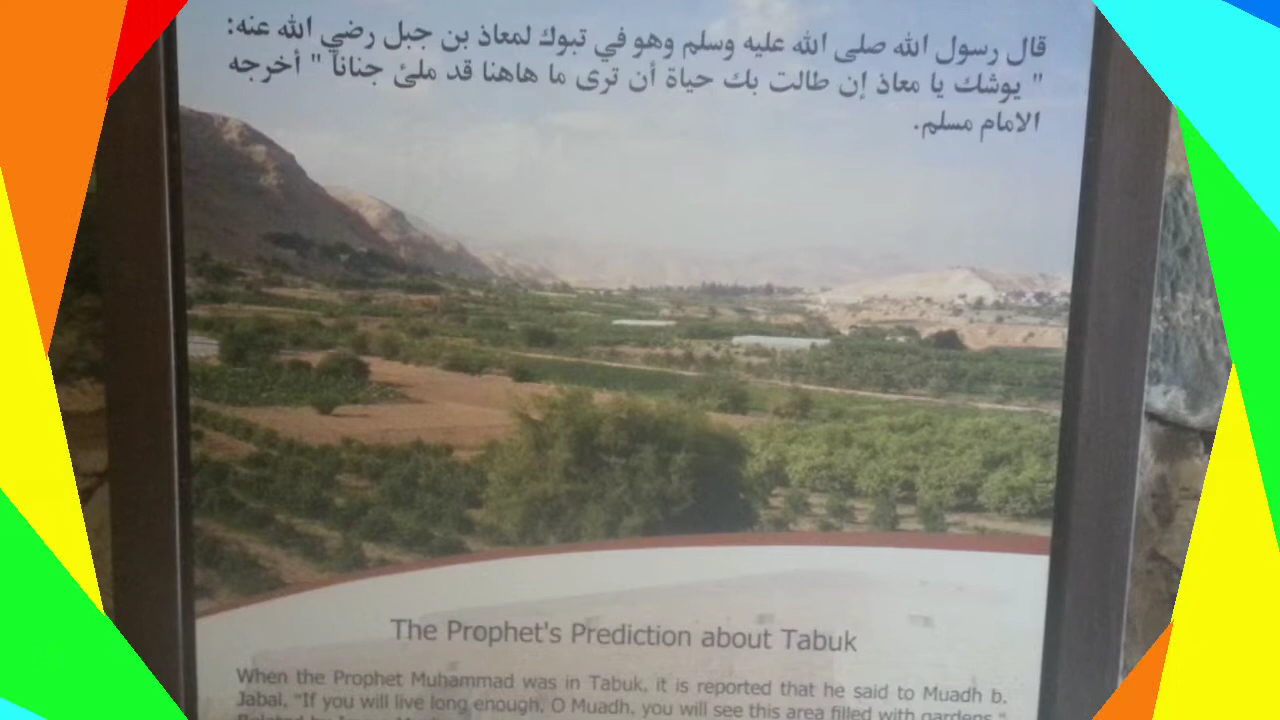 قال رسول الله صلى الله عليه وسلم وهو في تبوك لمعاذ بن جبل رضي الله عنه:
" يوشك يا معاذ إن طالت بك حياة أن ترى ما هاهنا قد ملئ جناناً " أخرجه
الامام مسلم.
The Prophet's Prediction about Tabuk
When the Prophet Muhammad was in Tabuk, it is reported that he said to Muadh b.
Jabal, "If you will live long enough, O Muadh, you will see this area filled with gardens."